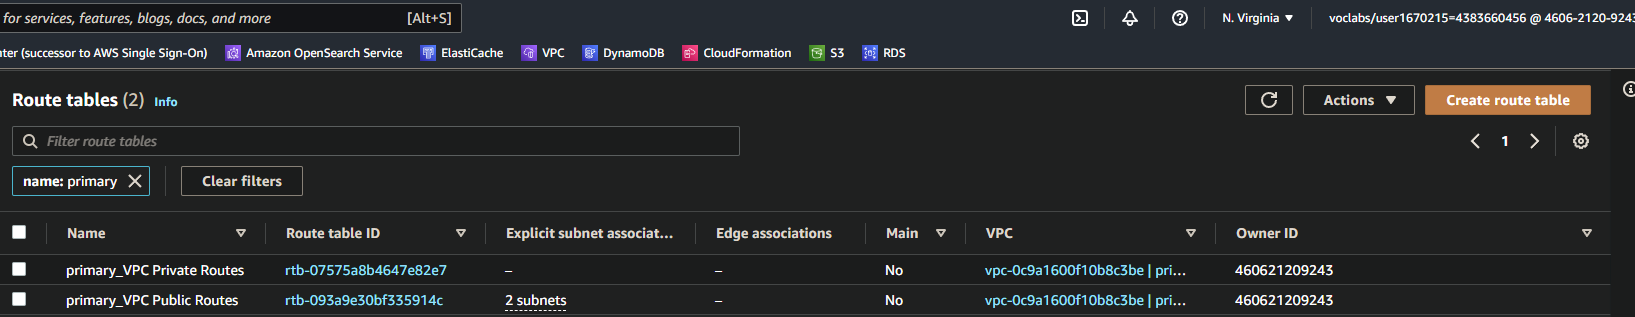 for services, features, blogs, docs, and more [Alt+S] N. Virginia ▼ voclabs/user1670215=4383660456 @ 4606-2120-9243
ter (successor to AWS Single Sign-On) Amazon OpenSearch Service ElastiCache VPC DynamoDB CloudFormation S3 RDS
Route tables (2) Info Actions ▼ Create route table
Filter route tables 1
name: primary Clear filters
Name Route table ID Explicit subnet associat... Edge associations Main VPC Owner ID
primary_VPC Private Routes rtb-07575a8b4647e82e7 – – No vpc-0c9a1600f10b8c3be | pri... 460621209243
primary_VPC Public Routes rtb-093a9e30bf335914c 2 subnets – No vpc-0c9a1600f10b8c3be | pri... 460621209243